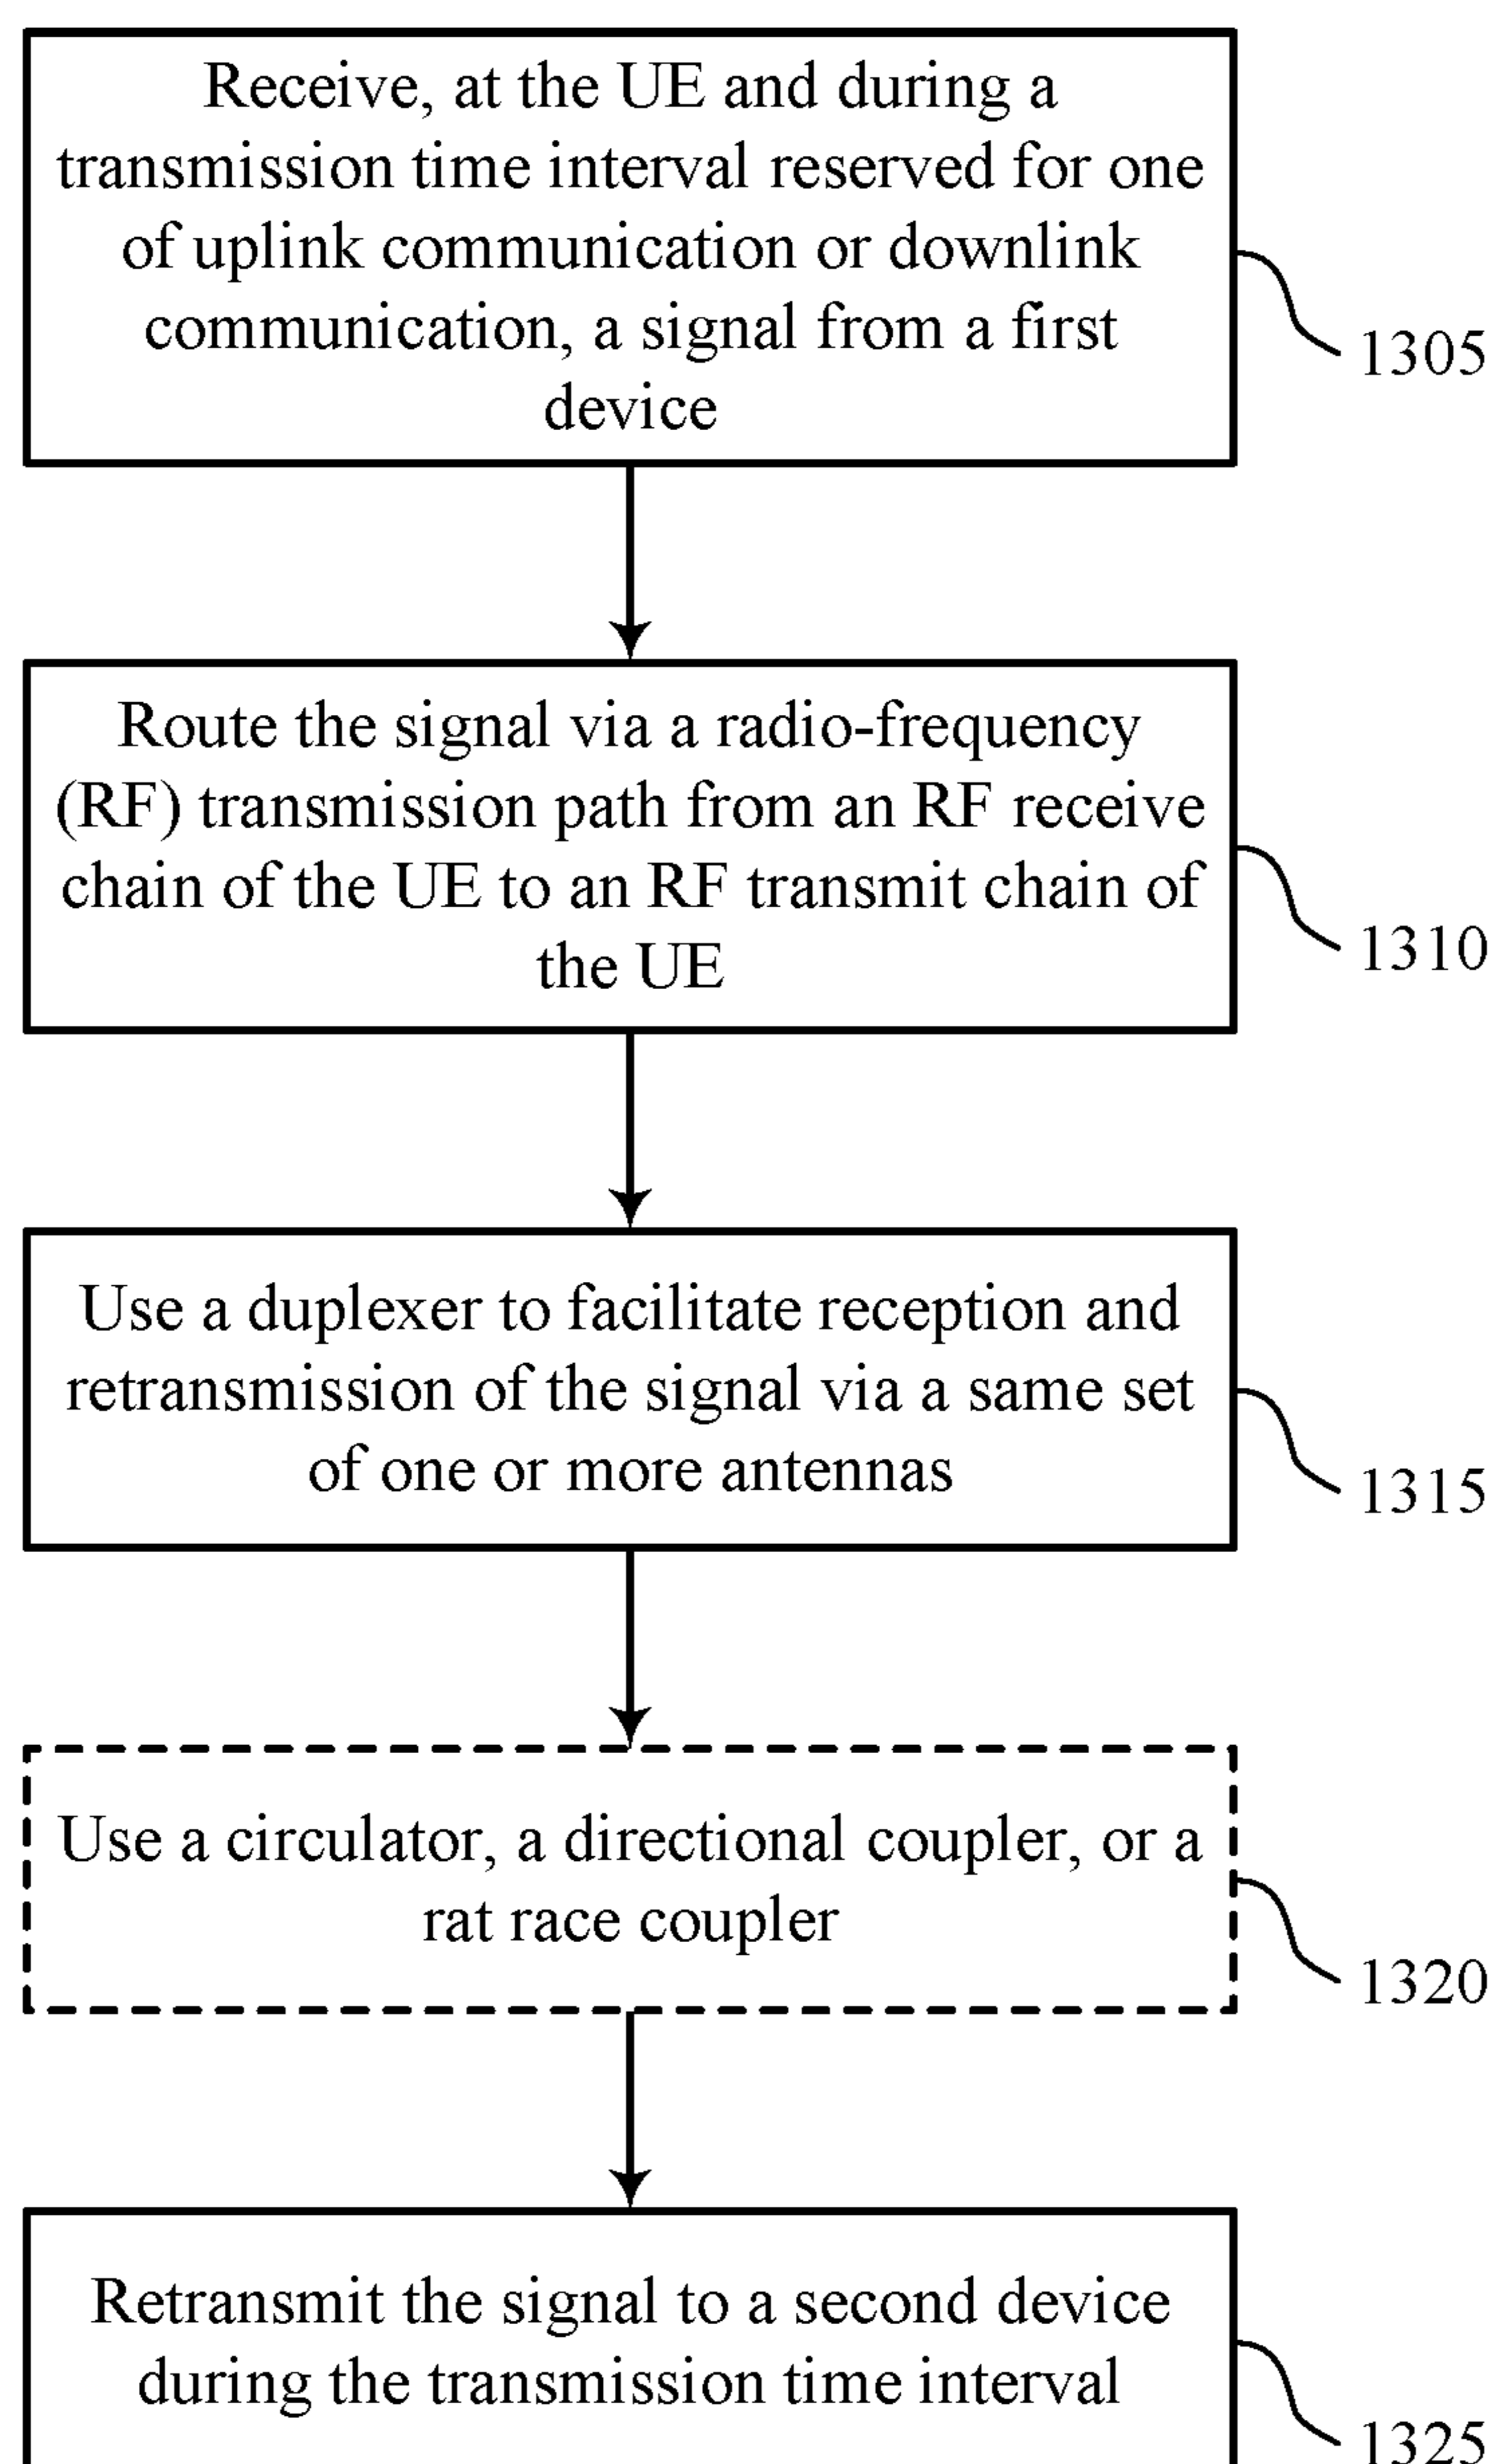 Receive, at the UE and during a
transmission time interval reserved for one
of uplink communication or downlink
communication, a signal from a first
device
1305
Route the signal via a radio-frequency
(RF) transmission path from an RF receive
chain of the UE to an RF transmit chain of
the UE
1310
Use a duplexer to facilitate reception and
retransmission of the signal via a same set
of one or more antennas
1315
Use a circulator, a directional coupler, or a
rat race coupler
1320
Retransmit the signal to a second device
during the transmission time interval
1325